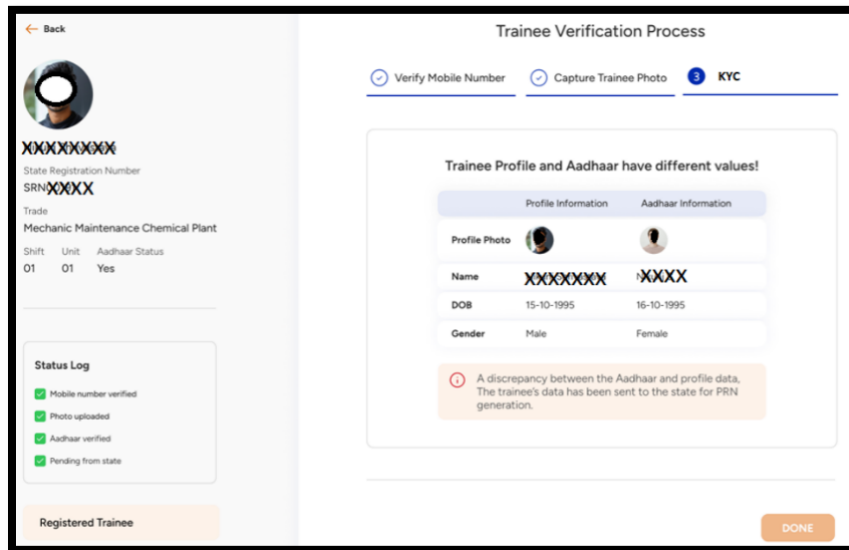 Back
XXXXXXXX
State Registration Number
SRNXXXX
Trade
Mechanic Maintenance Chemical Plant
Shift Unit Aadhaar Status
01 01 Yes
Status Log
Mobile number verified
Photo uploaded
Aadhaar verified
Pending from state
Registered Trainee
Trainee Verification Process
Verify Mobile Number Capture Trainee Photo 3 KYC
Trainee Profile and Aadhaar have different values!
Profile Information Aadhaar Information
Profile Photo
Name XXXXXXX XXXX
DOB 15-10-1995 16-10-1995
Gender Male Female
A discrepancy between the Aadhaar and profile data,
The trainee's data has been sent to the state for PRN
generation.
DONE